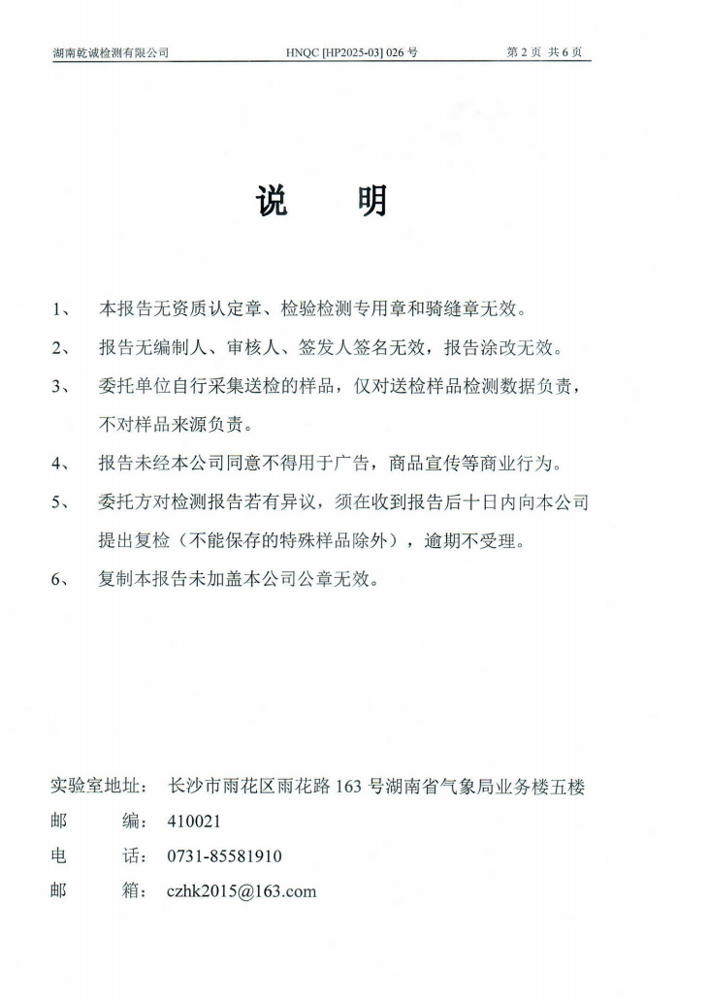 湖南乾诚检测有限公司 HNQC [HP2025-03] 026 号 第 2 页 共 6 页
说 明
1、 本报告无资质认定章、检验检测专用章和骑缝章无效。
2、 报告无编制人、审核人、签发人签名无效，报告涂改无效。
3、 委托单位自行采集送检的样品，仅对送检样品检测数据负责，
不对样品来源负责。
4、 报告未经本公司同意不得用于广告，商品宣传等商业行为。
5、 委托方对检测报告若有异议，须在收到报告后十日内向本公司
提出复检（不能保存的特殊样品除外），逾期不受理。
6、 复制本报告未加盖本公司公章无效。
实验室地址： 长沙市雨花区雨花路 163 号湖南省气象局业务楼五楼
邮 编： 410021
电 话： 0731-85581910
邮 箱： czhk2015@163.com